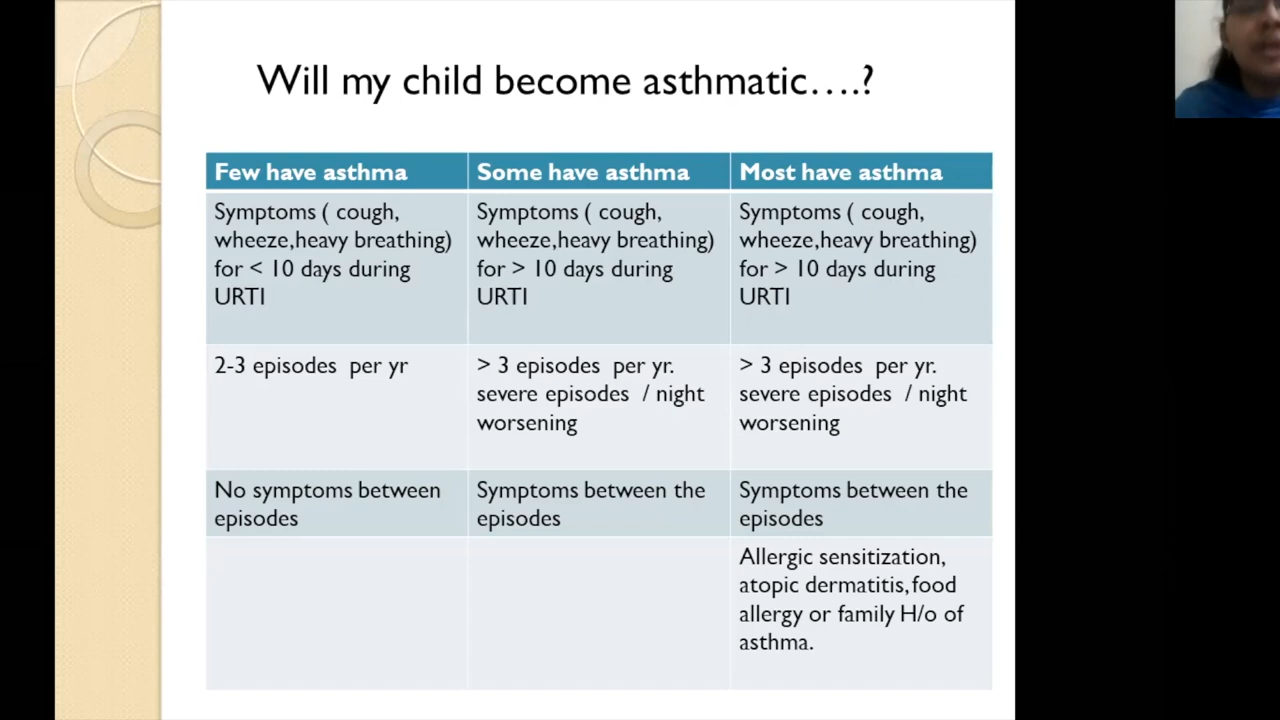 Will my child become asthmatic....?
Few have asthma
Some have asthma
Most have asthma
Symptoms ( cough,
wheeze,heavy breathing)
for < 10 days during
URTI
Symptoms ( cough,
wheeze,heavy breathing)
for > 10 days during
URTI
Symptoms ( cough,
wheeze,heavy breathing)
for > 10 days during
URTI
2-3 episodes per yr
> 3 episodes per yr.
severe episodes / night
worsening
> 3 episodes per yr.
severe episodes / night
worsening
No symptoms between
episodes
Symptoms between the
episodes
Symptoms between the
episodes
Allergic sensitization,
atopic dermatitis,food
allergy or family H/o of
asthma.